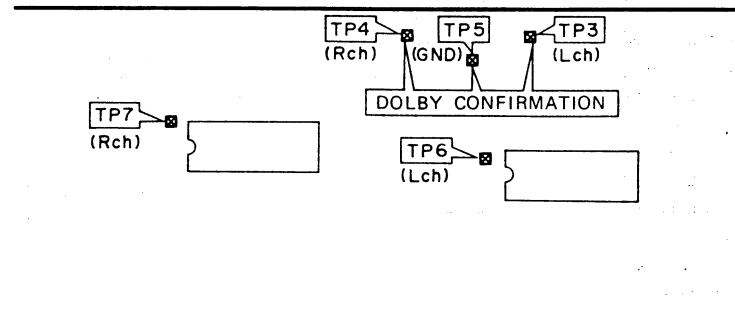 TP4 TP5 TP3
(Rch) (GND) (Lch)
DOLBY CONFIRMATION
TP7
(Rch)
TP6
(Lch)